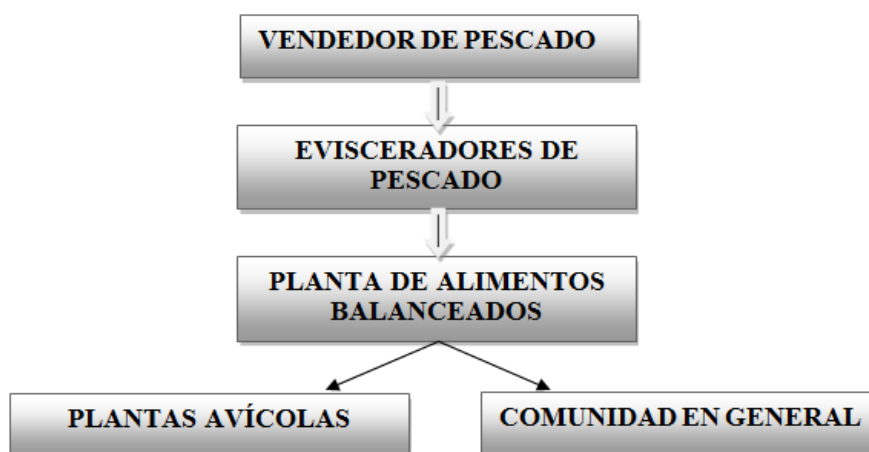 VENDEDOR DE PESCADO
EVISCERADORES DE
PESCADO
PLANTA DE ALIMENTOS
BALANCEADOS
PLANTAS AVÍCOLAS
COMUNIDAD EN GENERAL